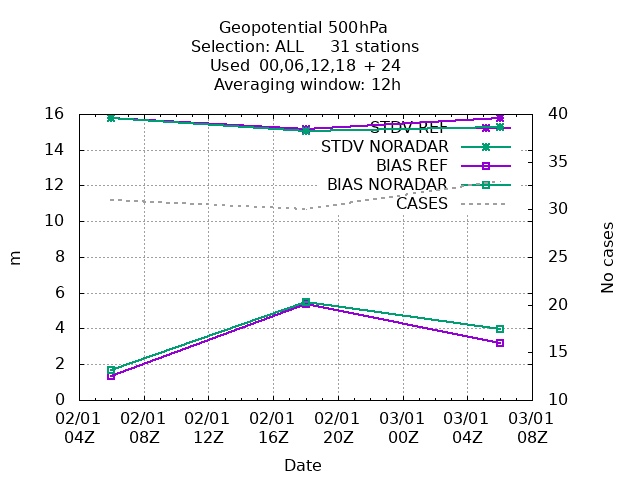 Geopotential 500hPa
Selection: ALL 31 stations
Used 00,06,12,18 + 24
Averaging window: 12h
16
14
12
10
8
6
4
2
0
m
40
35
30
25
20
15
10
No cases
STDV REF
STDV NORADAR
BIAS REF
BIAS NORADAR
CASES
02/01 02/01 02/01 02/01 02/01 03/01 03/01 03/01
04Z 08Z 12Z 16Z 20Z 00Z 04Z 08Z
Date